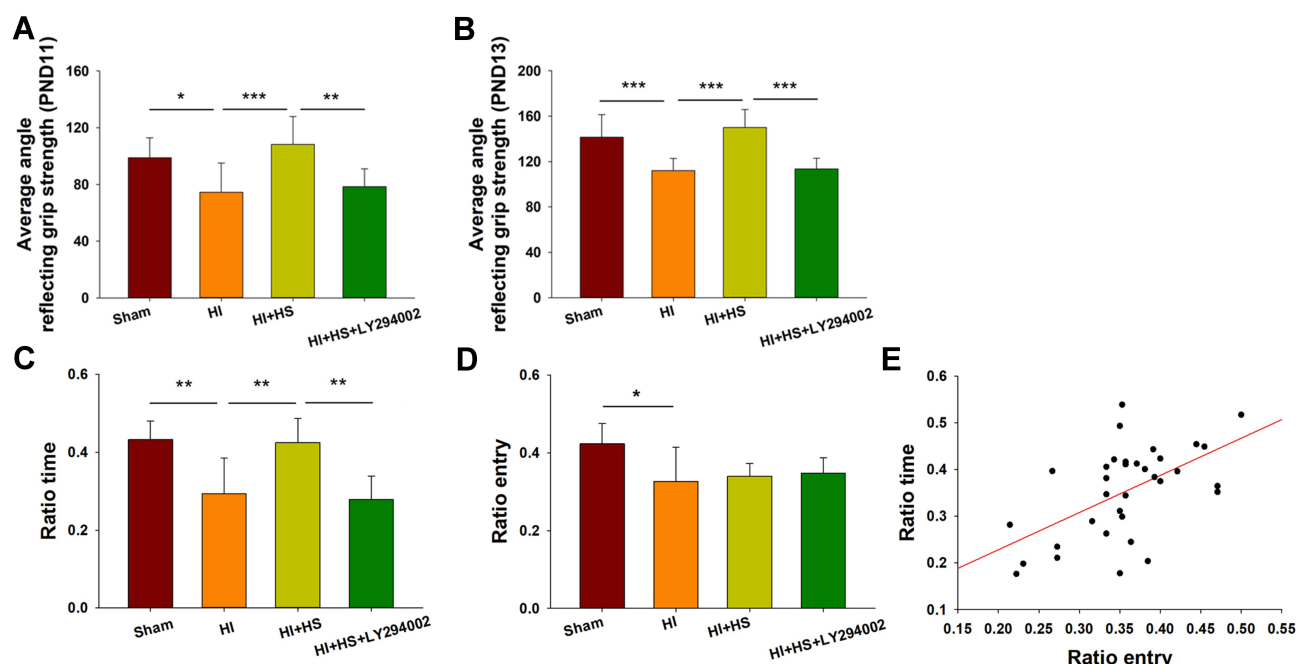 A
Average angle
reflecting grip strength (PND11)
160
120
80
40
0
*
***
**
Sham
HI
HI+HS
HI+HS+LY294002
B
Average angle
reflecting grip strength (PND13)
200
160
120
80
40
0
***
***
***
Sham
HI
HI+HS
HI+HS+LY294002
C
Ratio time
0.6
0.4
0.2
0.0
**
**
**
Sham
HI
HI+HS
HI+HS+LY294002
D
Ratio entry
0.6
0.4
0.2
0.0
*
Sham
HI
HI+HS
HI+HS+LY294002
E
Ratio time
0.6
0.5
0.4
0.3
0.2
0.1
0.15 0.20 0.25 0.30 0.35 0.40 0.45 0.50 0.55
Ratio entry